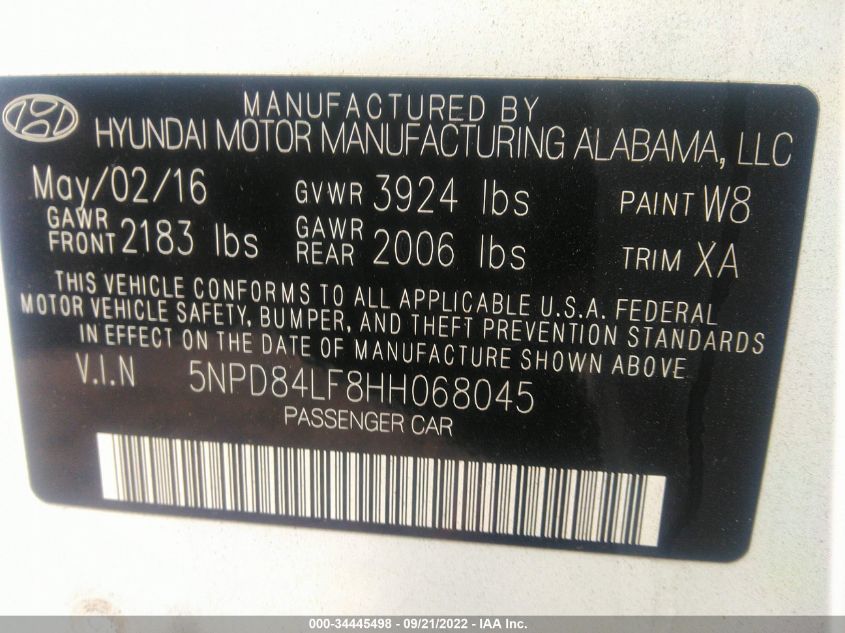 MANUFACTURED BY
HYUNDAI MOTOR MANUFACTURING ALABAMA, LLC
May/02/16 GVWR 3924 lbs PAINT W8
GAWR FRONT 2183 lbs GAWR REAR 2006 lbs TRIM XA
THIS VEHICLE CONFORMS TO ALL APPLICABLE U.S.A. FEDERAL
MOTOR VEHICLE SAFETY, BUMPER, AND THEFT PREVENTION STANDARDS
IN EFFECT ON THE DATE OF MANUFACTURE SHOWN ABOVE.
V.I.N 5NPD84LF8HH068045
PASSENGER CAR
000-34445498 - 09/21/2022 - IAA Inc.